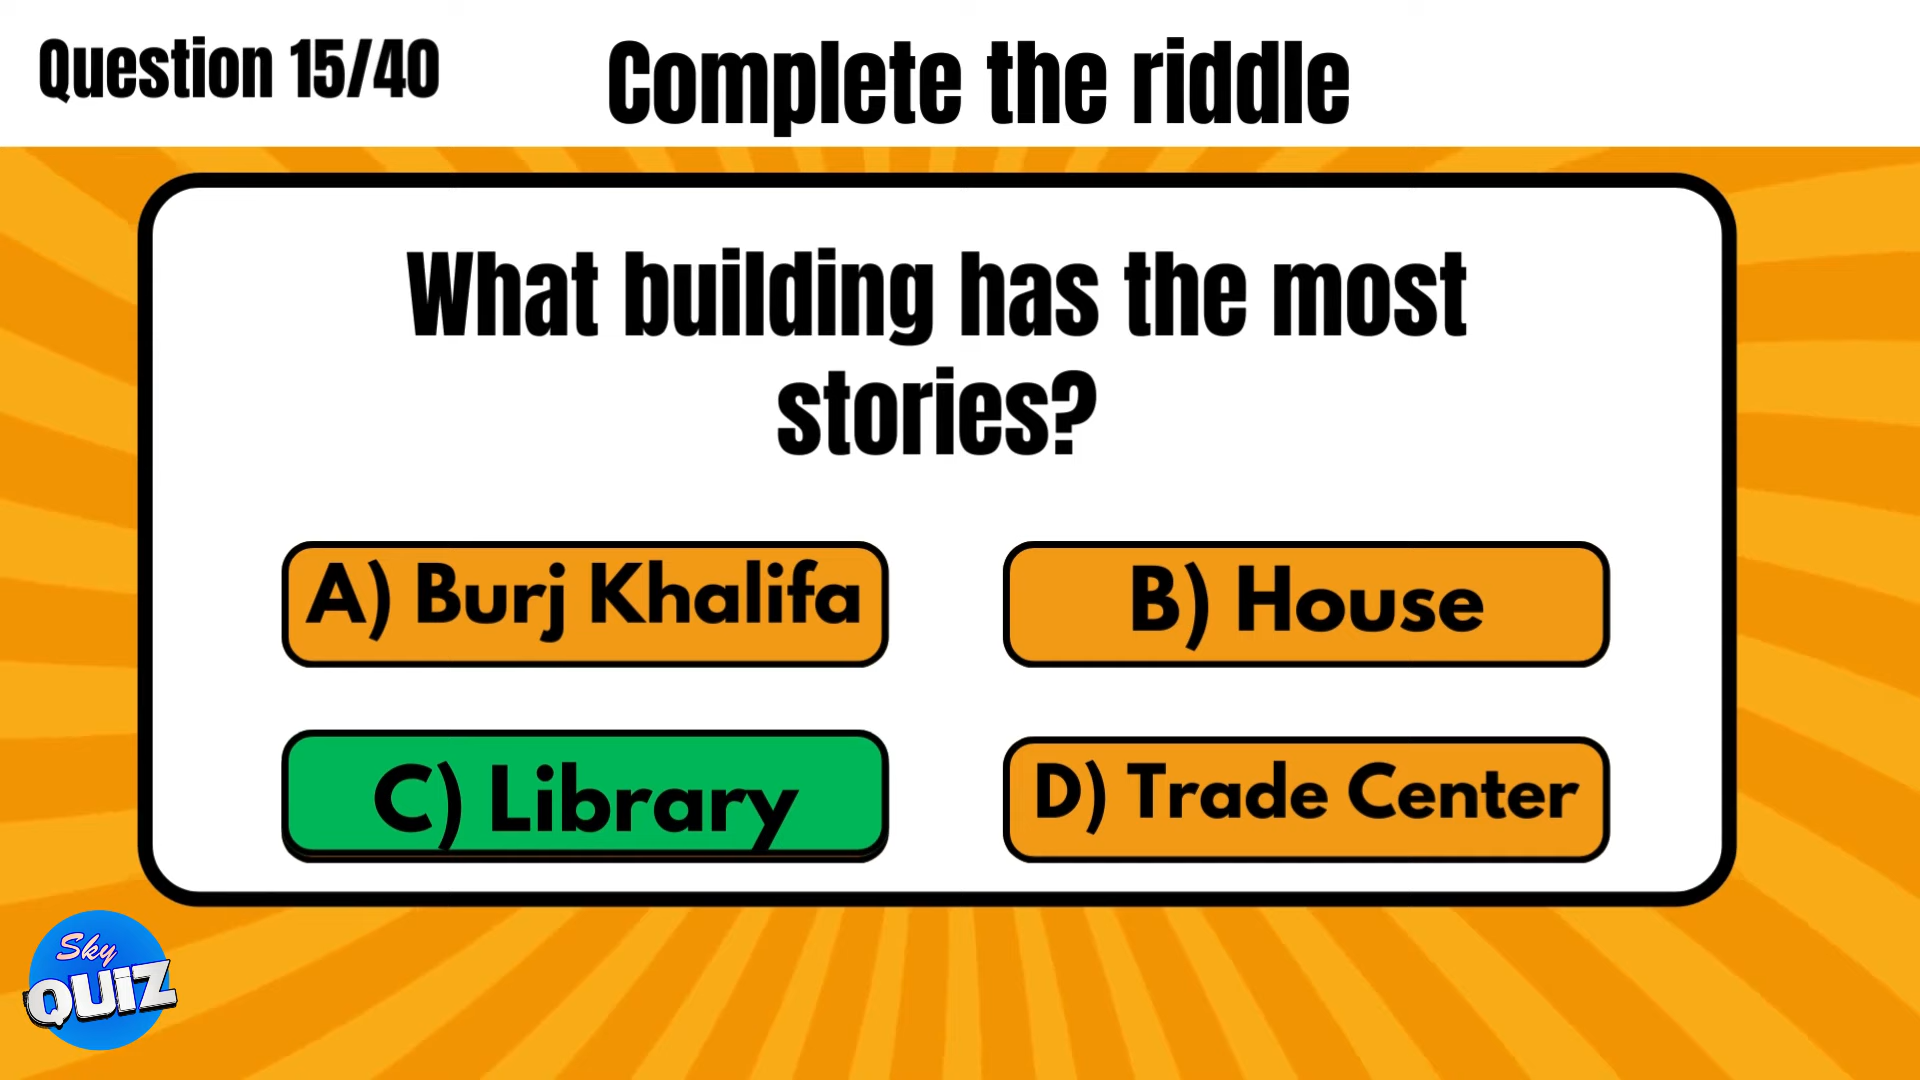 Question 15/40
Complete the riddle
What building has the most
stories?
A) Burj Khalifa
B) House
C) Library
D) Trade Center
Sky
QUIZ